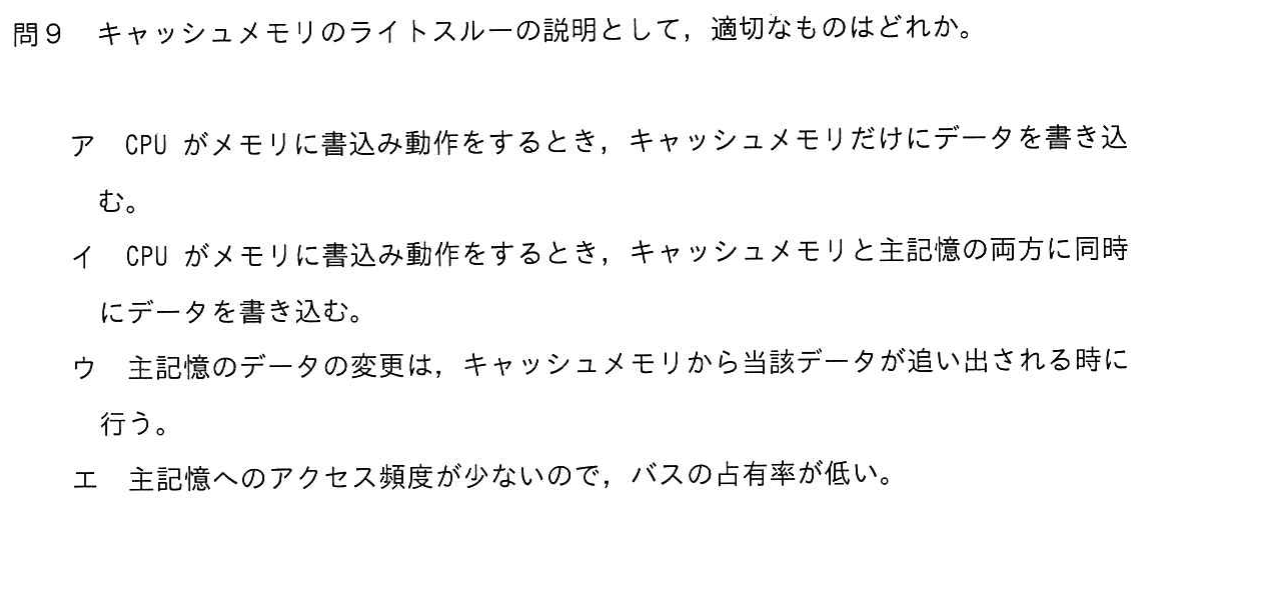 問９　キャッシュメモリのライトスルーの説明として，適切なものはどれか。
ア　CPU がメモリに書込み動作をするとき，キャッシュメモリだけにデータを書き込
む。
イ　CPU がメモリに書込み動作をするとき，キャッシュメモリと主記憶の両方に同時
にデータを書き込む。
ウ　主記憶のデータの変更は，キャッシュメモリから当該データが追い出される時に
行う。
エ　主記憶へのアクセス頻度が少ないので，バスの占有率が低い。